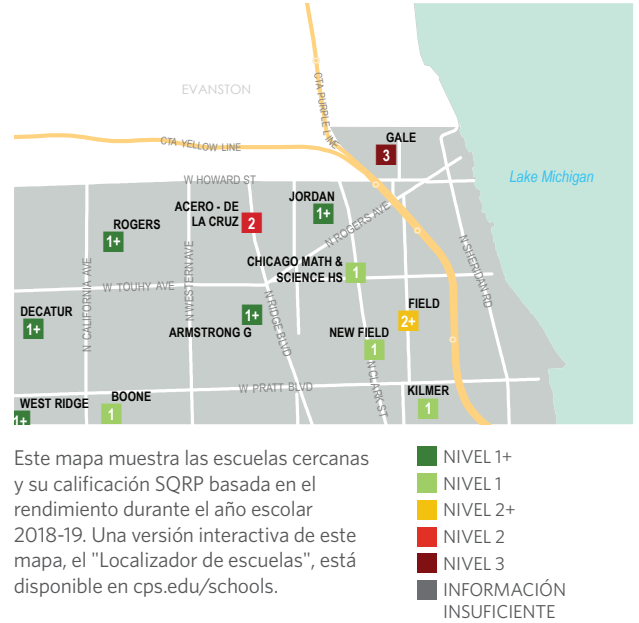 EVANSTON
CTA PURPLE LINE
CTA YELLOW LINE
GALE
3
Lake Michigan
W HOWARD ST
ACERO - DE
LA CRUZ
2
JORDAN
1+
ROGERS
1+
N ROGERS AVE
CHICAGO MATH &
SCIENCE HS
1
N SHERIDAN RD
N CALIFORNIA AVE
N WESTERN AVE
W TOUHY AVE
N RIDGE BLVD
DECATUR
1+
ARMSTRONG G
1+
FIELD
2+
NEW FIELD
1
N CLARK ST
W PRATT BLVD
WEST RIDGE
1+
BOONE
1
KILMER
1
Este mapa muestra las escuelas cercanas
y su calificación SQRP basada en el
rendimiento durante el año escolar
2018-19. Una versión interactiva de este
mapa, el "Localizador de escuelas", está
disponible en cps.edu/schools.
NIVEL 1+
NIVEL 1
NIVEL 2+
NIVEL 2
NIVEL 3
INFORMACIÓN
INSUFICIENTE